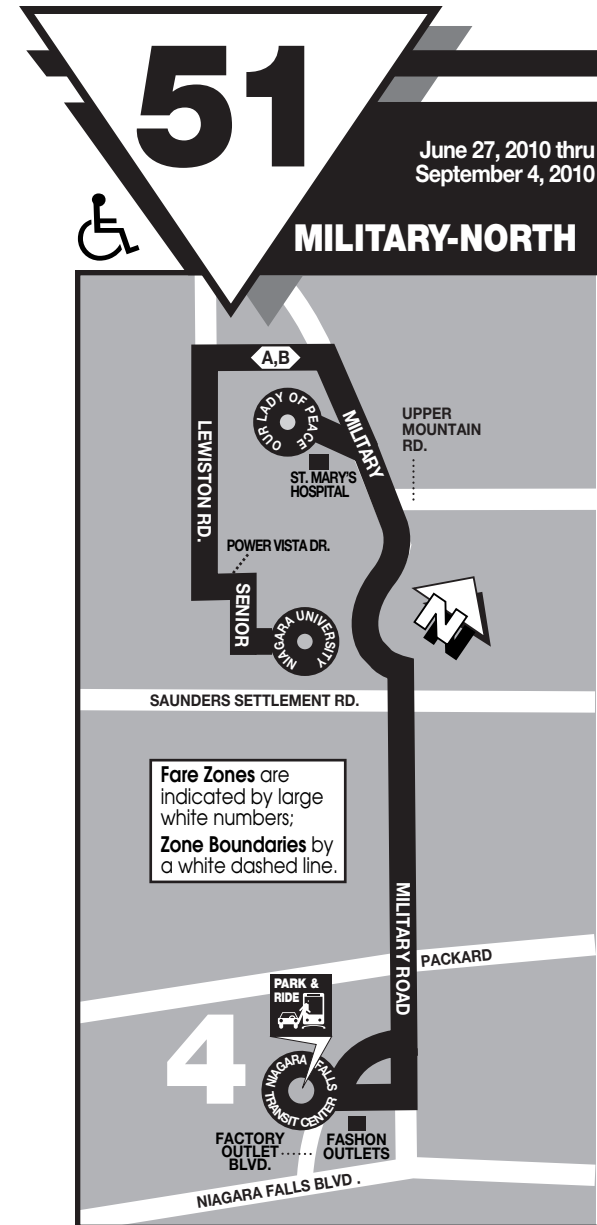 51
June 27, 2010 thru
September 4, 2010
MILITARY-NORTH
A,B
OUR LADY OF PEACE
MILITARY
UPPER
MOUNTAIN
RD.
ST. MARY'S
HOSPITAL
LEWISTON RD.
POWER VISTA DR.
SENIOR
NIAGARA UNIVERSITY
N
SAUNDERS SETTLEMENT RD.
Fare Zones are
indicated by large
white numbers;
Zone Boundaries by
a white dashed line.
MILITARY ROAD
PACKARD
PARK &
RIDE
4
NIAGARA FALLS
TRANSIT CENTER
FACTORY
OUTLET
BLVD.
FASHON
OUTLETS
NIAGARA FALLS BLVD .